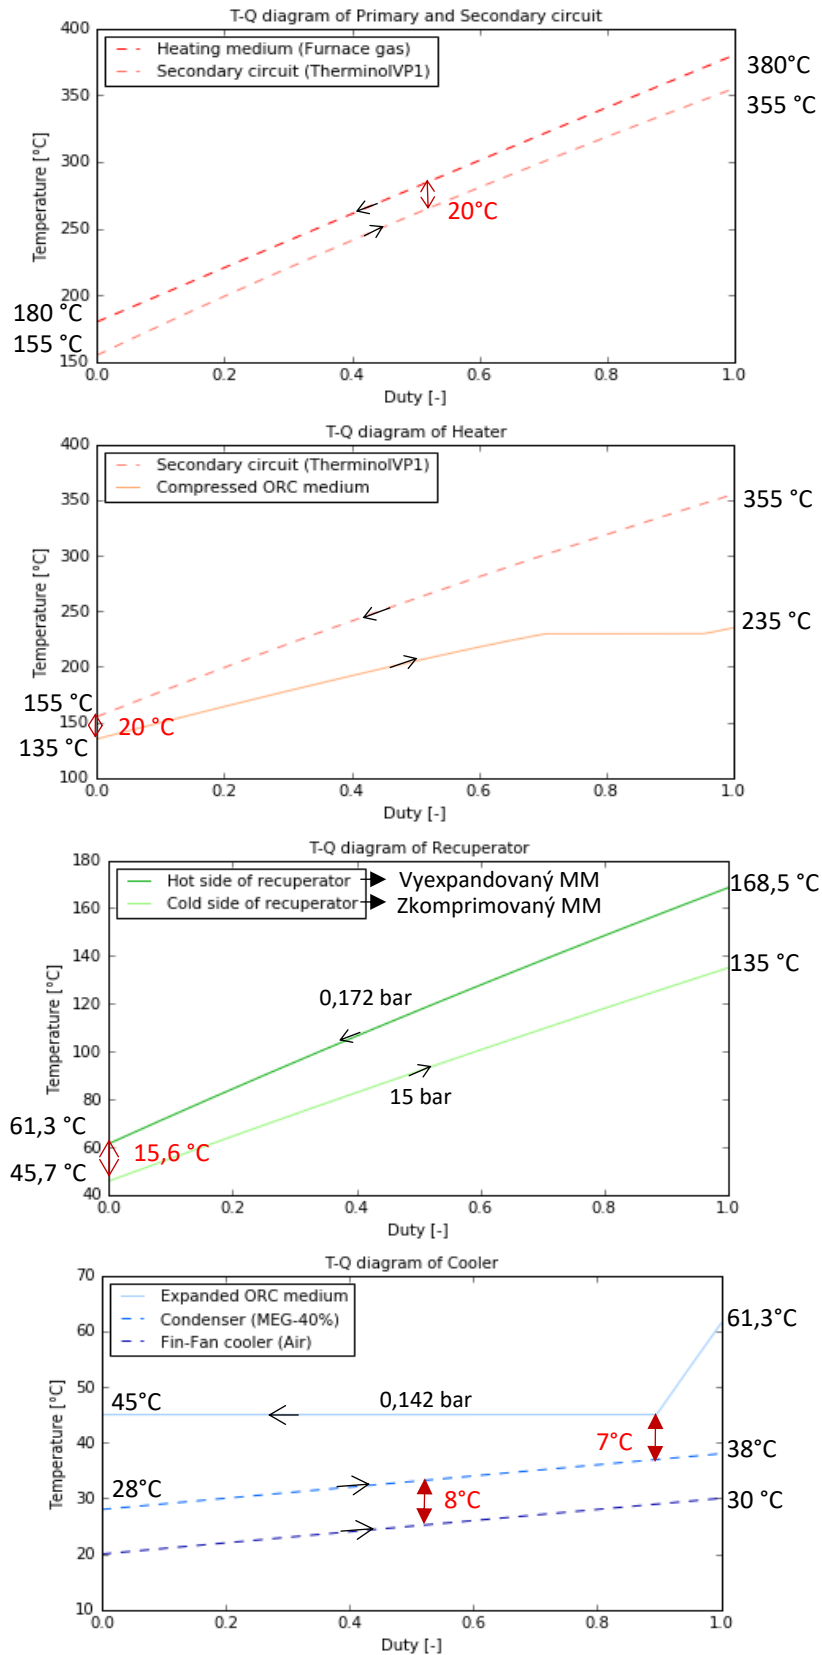 T-Q diagram of Primary and Secondary circuit
400
350
300
250
200
150
Temperature [°C]
Heating medium (Furnace gas)
Secondary circuit (TherminolVP1)
380°C
355 °C
20°C
180 °C
155 °C
0.0 0.2 0.4 0.6 0.8 1.0
Duty [-]
T-Q diagram of Heater
400
350
300
250
200
150
100
Temperature [°C]
Secondary circuit (TherminolVP1)
Compressed ORC medium
355 °C
235 °C
155 °C
20 °C
135 °C
0.0 0.2 0.4 0.6 0.8 1.0
Duty [-]
T-Q diagram of Recuperator
180
160
140
120
100
80
60
40
Temperature [°C]
Hot side of recuperator Vyexpandovaný MM
Cold side of recuperator Zkomprimovaný MM
168,5 °C
135 °C
0,172 bar
15 bar
61,3 °C
15,6 °C
45,7 °C
0.0 0.2 0.4 0.6 0.8 1.0
Duty [-]
T-Q diagram of Cooler
70
60
50
40
30
20
10
Temperature [°C]
Expanded ORC medium
Condenser (MEG-40%)
Fin-Fan cooler (Air)
61,3°C
45°C
0,142 bar
7°C
38°C
28°C
8°C
30 °C
0.0 0.2 0.4 0.6 0.8 1.0
Duty [-]